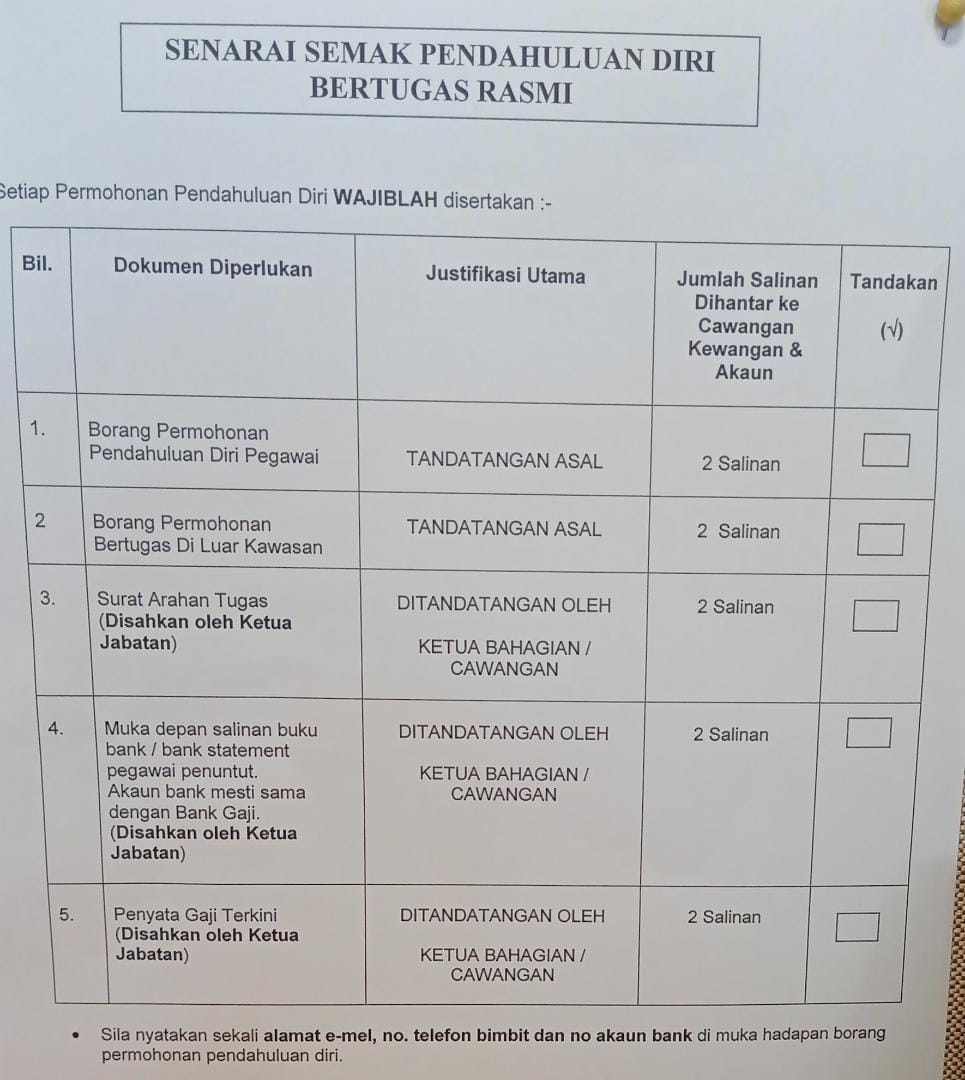 SENARAI SEMAK PENDAHULUAN DIRI
BERTUGAS RASMI
Setiap Permohonan Pendahuluan Diri WAJIBLAH disertakan :-
Bil.
Dokumen Diperlukan
Justifikasi Utama
Jumlah Salinan
Dihantar ke
Cawangan
Kewangan &
Akaun
Tandakan
(√)
1.
Borang Permohonan
Pendahuluan Diri Pegawai
TANDATANGAN ASAL
2 Salinan
2
Borang Permohonan
Bertugas Di Luar Kawasan
TANDATANGAN ASAL
2 Salinan
3.
Surat Arahan Tugas
(Disahkan oleh Ketua
Jabatan)
DITANDATANGAN OLEH
KETUA BAHAGIAN /
CAWANGAN
2 Salinan
4.
Muka depan salinan buku
bank / bank statement
pegawai penuntut.
Akaun bank mesti sama
dengan Bank Gaji.
(Disahkan oleh Ketua
Jabatan)
DITANDATANGAN OLEH
KETUA BAHAGIAN /
CAWANGAN
2 Salinan
5.
Penyata Gaji Terkini
(Disahkan oleh Ketua
Jabatan)
DITANDATANGAN OLEH
KETUA BAHAGIAN /
CAWANGAN
2 Salinan
• Sila nyatakan sekali alamat e-mel, no. telefon bimbit dan no akaun bank di muka hadapan borang
permohonan pendahuluan diri.